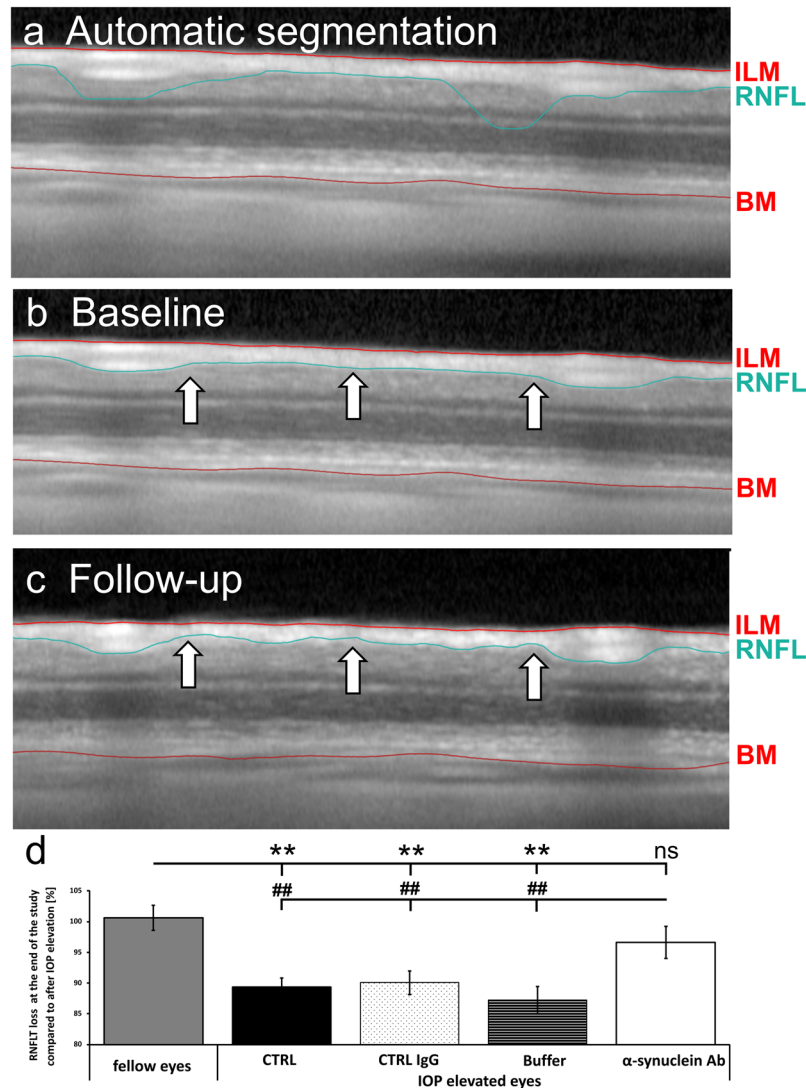 a Automatic segmentation
ILM
RNFL
BM
b Baseline
ILM
RNFL
BM
c Follow-up
ILM
RNFL
BM
d
** ** ** ns
## ## ##
RNFLT loss at the end of the study
compared to after IOP elevation [%]
105
100
95
90
85
80
fellow eyes CTRL CTRL IgG Buffer α-synuclein Ab
IOP elevated eyes